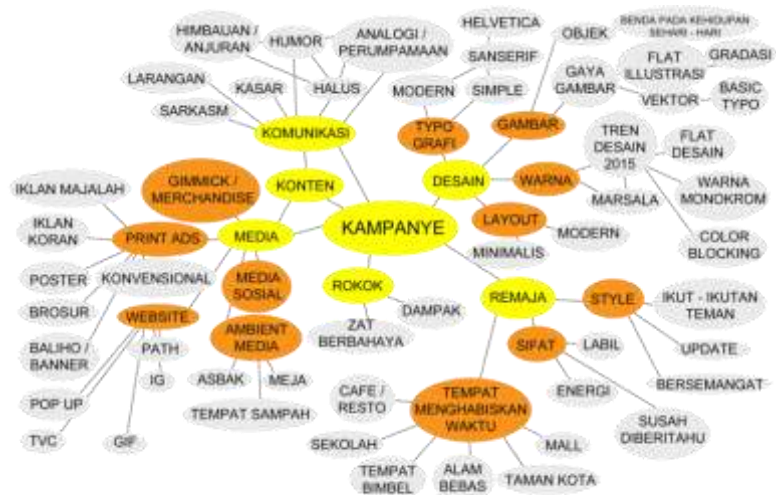 HELVETICA
OBJEK
BENDA PADA KEHIDUPAN
SEHARI - HARI
HIMBAUAN /
ANJURAN
HUMOR
ANALOGI /
PERUMPAMAAN
SANSERIF
GAYA
GAMBAR
FLAT
ILLUSTRASI
GRADASI
LARANGAN
KASAR
HALUS
MODERN
SIMPLE
VEKTOR
BASIC
TYPO
SARKASM
KOMUNIKASI
TYPO
GRAFI
GAMBAR
TREN
DESAIN
2015
FLAT
DESAIN
IKLAN MAJALAH
GIMMICK /
MERCHANDISE
KONTEN
DESAIN
WARNA
MARSALA
WARNA
MONOKROM
IKLAN
KORAN
PRINT ADS
MEDIA
KAMPANYE
LAYOUT
MODERN
COLOR
BLOCKING
MINIMALIS
POSTER
KONVENSIONAL
MEDIA
SOSIAL
ROKOK
DAMPAK
REMAJA
STYLE
IKUT - IKUTAN
TEMAN
BROSUR
WEBSITE
AMBIENT
MEDIA
ZAT
BERBAHAYA
SIFAT
LABIL
UPDATE
BALIHO /
BANNER
PATH
IG
ASBAK
MEJA
TEMPAT SAMPAH
CAFE /
RESTO
TEMPAT
MENGHABISKAN
WAKTU
ENERGI
BERSEMANGAT
POP UP
TVC
GIF
SEKOLAH
MALL
SUSAH
DIBERITAHU
TEMPAT
BIMBEL
ALAM
BEBAS
TAMAN KOTA